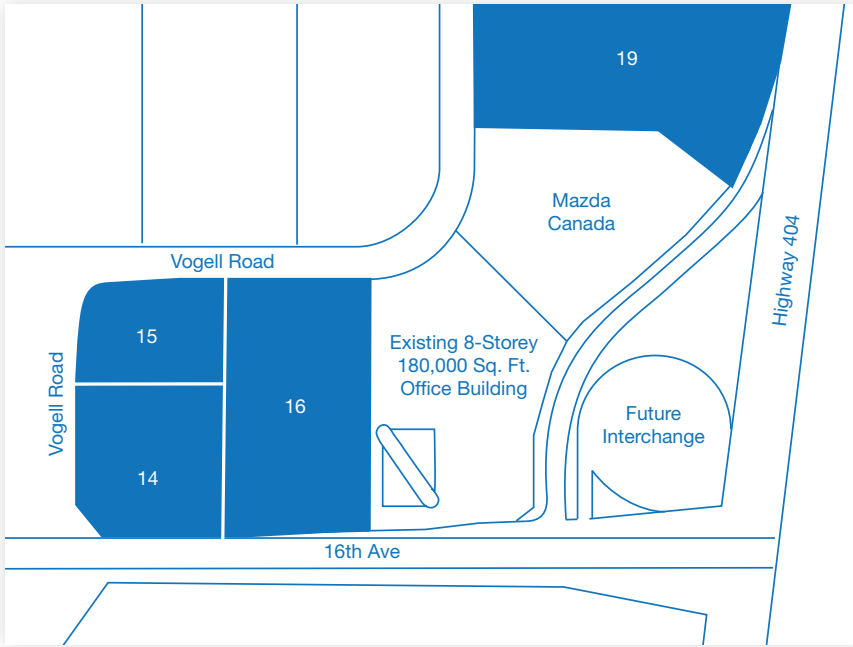 19
Mazda
Canada
Vogell Road
Highway 404
15
Existing 8-Storey
180,000 Sq. Ft.
Office Building
Vogell Road
16
Future
Interchange
14
16th Ave